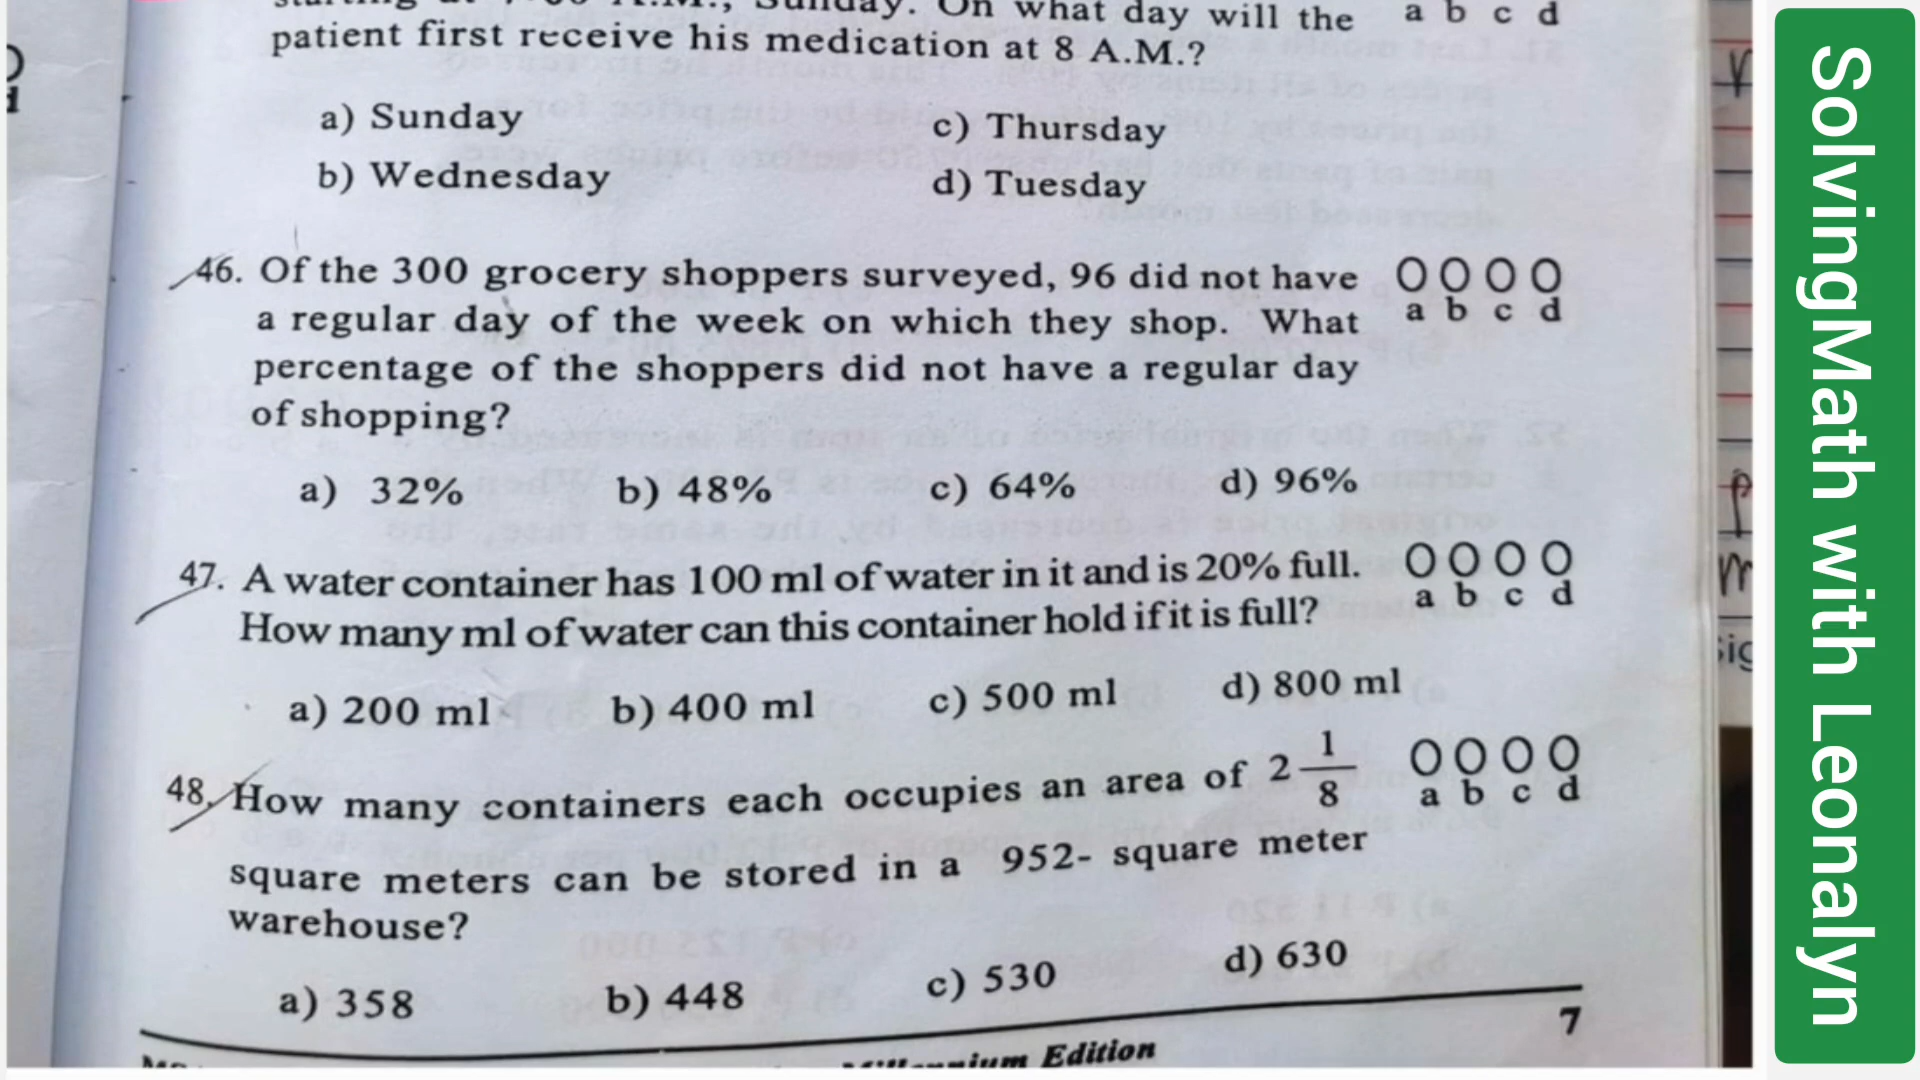 On what day will the a b c d
patient first receive his medication at 8 A.M.?
a) Sunday c) Thursday
b) Wednesday d) Tuesday
46. Of the 300 grocery shoppers surveyed, 96 did not have O O O O
a regular day of the week on which they shop. What a b c d
percentage of the shoppers did not have a regular day
of shopping?
a) 32% b) 48% c) 64% d) 96%
47. A water container has 100 ml of water in it and is 20% full. O O O O
How many ml of water can this container hold if it is full? a b c d
a) 200 ml b) 400 ml c) 500 ml d) 800 ml
48. How many containers each occupies an area of 2 1/8 O O O O
a b c d
square meters can be stored in a 952- square meter
warehouse?
a) 358 b) 448 c) 530 d) 630
7
Edition
SolvingMath with Leonalyn